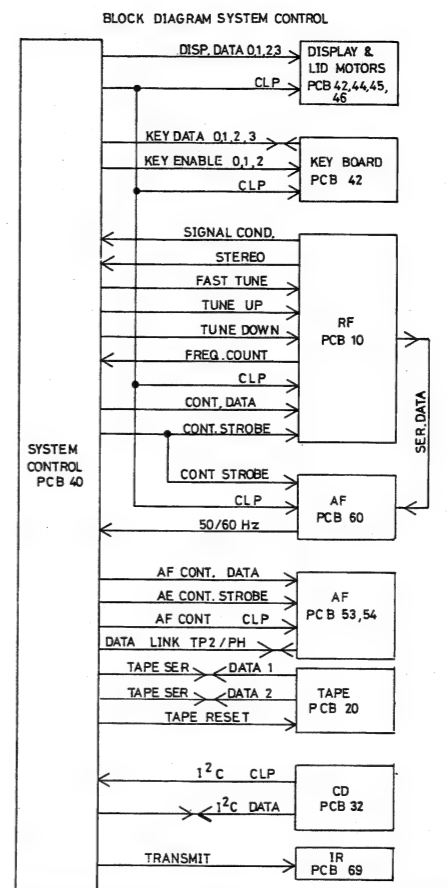 BLOCK DIAGRAM SYSTEM CONTROL
DISP. DATA 0,1,2,3
DISPLAY &
LID MOTORS
PCB 42,44,45,
46
CLP
KEY DATA 0,1,2,3
KEY ENABLE 0,1,2
CLP
KEY BOARD
PCB 42
SIGNAL COND.
STEREO
FAST TUNE
TUNE UP
TUNE DOWN
FREQ. COUNT
CLP
CONT. DATA
CONT. STROBE
RF
PCB 10
SER. DATA
SYSTEM
CONTROL
PCB 40
CONT STROBE
CLP
50/60 Hz
AF
PCB 60
AF CONT. DATA
AE CONT. STROBE
AF CONT CLP
DATA LINK TP2/PH
AF
PCB 53,54
TAPE SER DATA 1
TAPE SER DATA 2
TAPE RESET
TAPE
PCB 20
I²C CLP
I²C DATA
CD
PCB 32
TRANSMIT
IR
PCB 69